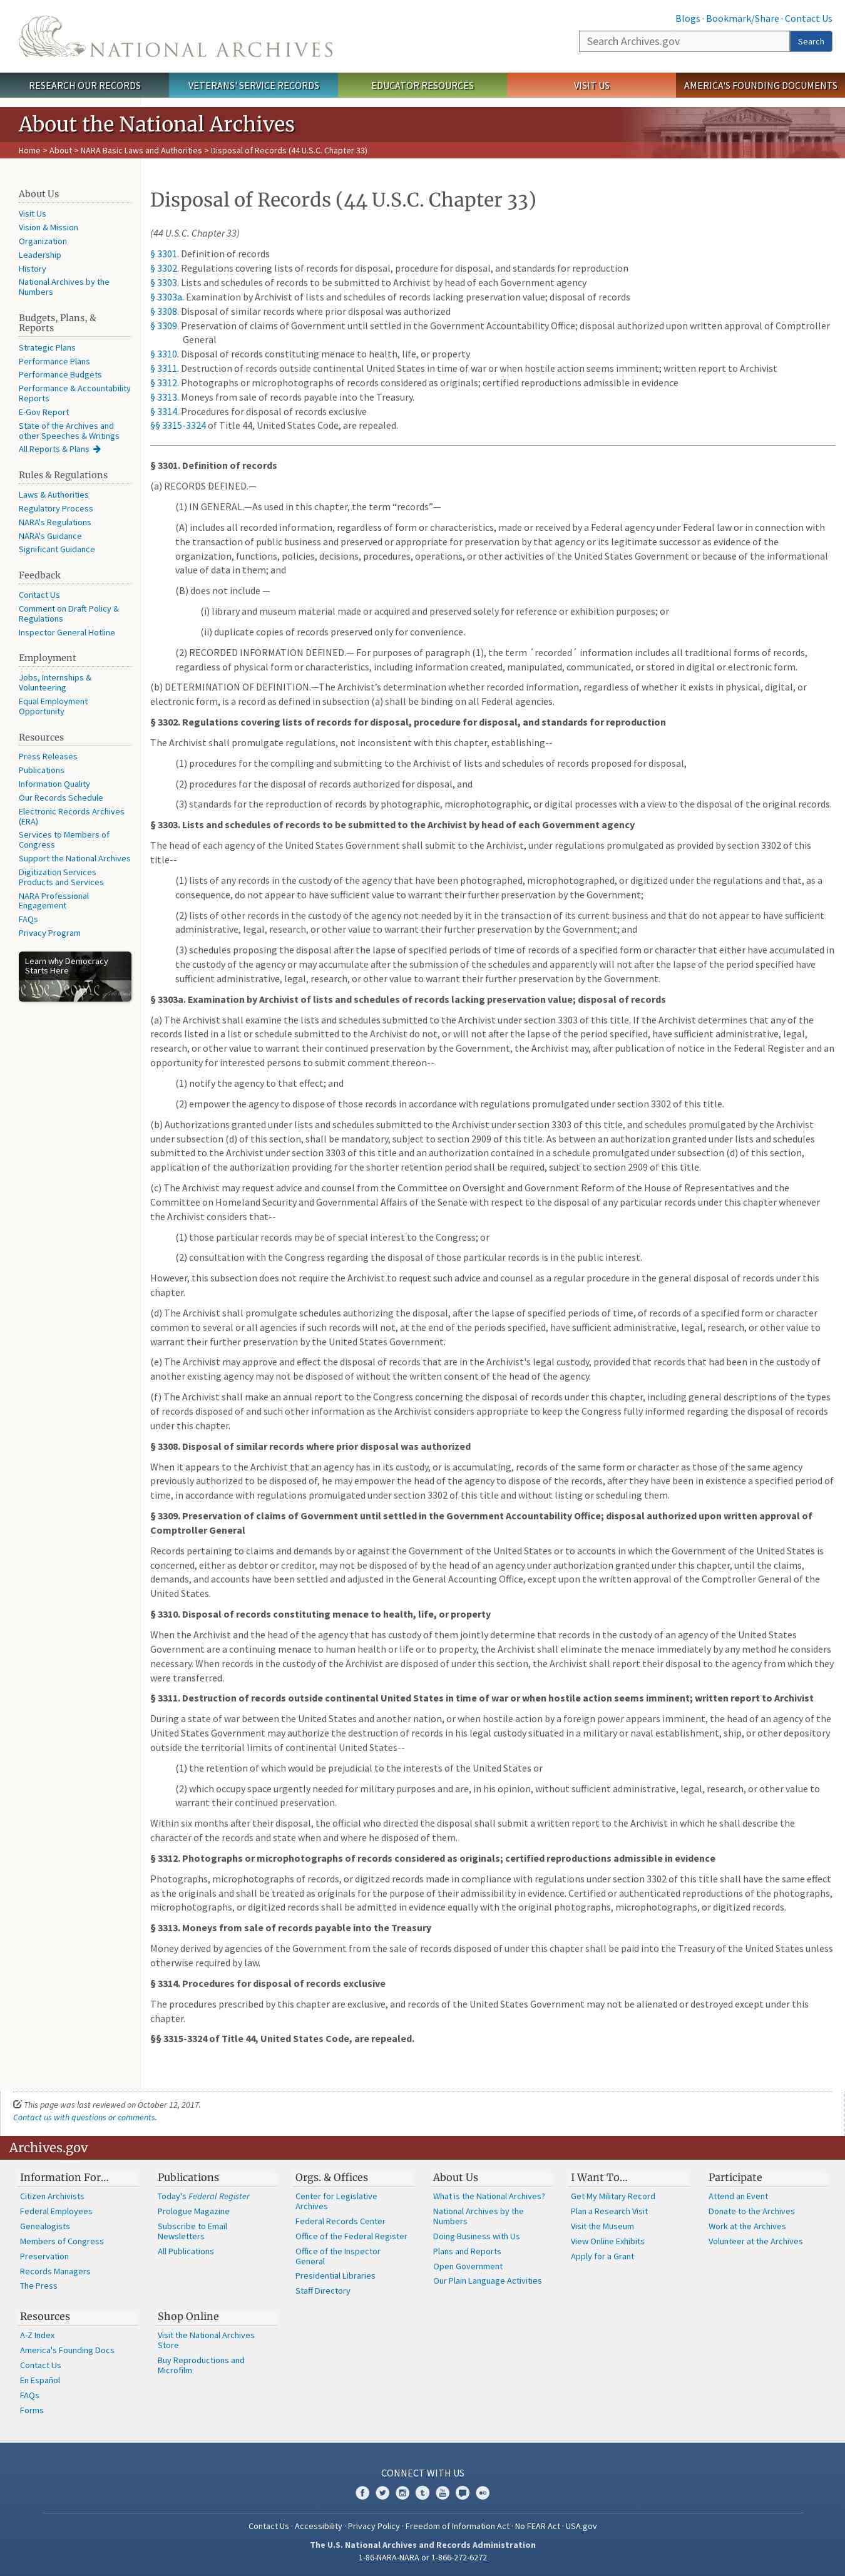 Blogs · Bookmark/Share · Contact Us
NATIONAL ARCHIVES
Search Archives.gov
Search
RESEARCH OUR RECORDS
VETERANS' SERVICE RECORDS
EDUCATOR RESOURCES
VISIT US
AMERICA'S FOUNDING DOCUMENTS
About the National Archives
Home > About > NARA Basic Laws and Authorities > Disposal of Records (44 U.S.C. Chapter 33)
About Us
Visit Us
Vision & Mission
Organization
Leadership
History
National Archives by the
Numbers
Budgets, Plans, &
Reports
Strategic Plans
Performance Plans
Performance Budgets
Performance & Accountability
Reports
E-Gov Report
State of the Archives and
other Speeches & Writings
All Reports & Plans
Rules & Regulations
Laws & Authorities
Regulatory Process
NARA's Regulations
NARA's Guidance
Significant Guidance
Feedback
Contact Us
Comment on Draft Policy &
Regulations
Inspector General Hotline
Employment
Jobs, Internships &
Volunteering
Equal Employment
Opportunity
Resources
Press Releases
Publications
Information Quality
Our Records Schedule
Electronic Records Archives
(ERA)
Services to Members of
Congress
Support the National Archives
Digitization Services
Products and Services
NARA Professional
Engagement
FAQs
Privacy Program
Learn why Democracy
Starts Here
We the People
Disposal of Records (44 U.S.C. Chapter 33)
(44 U.S.C. Chapter 33)
§ 3301. Definition of records
§ 3302. Regulations covering lists of records for disposal, procedure for disposal, and standards for reproduction
§ 3303. Lists and schedules of records to be submitted to Archivist by head of each Government agency
§ 3303a. Examination by Archivist of lists and schedules of records lacking preservation value; disposal of records
§ 3308. Disposal of similar records where prior disposal was authorized
§ 3309. Preservation of claims of Government until settled in the Government Accountability Office; disposal authorized upon written approval of Comptroller
General
§ 3310. Disposal of records constituting menace to health, life, or property
§ 3311. Destruction of records outside continental United States in time of war or when hostile action seems imminent; written report to Archivist
§ 3312. Photographs or microphotographs of records considered as originals; certified reproductions admissible in evidence
§ 3313. Moneys from sale of records payable into the Treasury.
§ 3314. Procedures for disposal of records exclusive
§§ 3315-3324 of Title 44, United States Code, are repealed.
§ 3301. Definition of records
(a) RECORDS DEFINED.—
(1) IN GENERAL.—As used in this chapter, the term “records”—
(A) includes all recorded information, regardless of form or characteristics, made or received by a Federal agency under Federal law or in connection with
the transaction of public business and preserved or appropriate for preservation by that agency or its legitimate successor as evidence of the
organization, functions, policies, decisions, procedures, operations, or other activities of the United States Government or because of the informational
value of data in them; and
(B) does not include —
(i) library and museum material made or acquired and preserved solely for reference or exhibition purposes; or
(ii) duplicate copies of records preserved only for convenience.
(2) RECORDED INFORMATION DEFINED.— For purposes of paragraph (1), the term ´recorded´ information includes all traditional forms of records,
regardless of physical form or characteristics, including information created, manipulated, communicated, or stored in digital or electronic form.
(b) DETERMINATION OF DEFINITION.—The Archivist’s determination whether recorded information, regardless of whether it exists in physical, digital, or
electronic form, is a record as defined in subsection (a) shall be binding on all Federal agencies.
§ 3302. Regulations covering lists of records for disposal, procedure for disposal, and standards for reproduction
The Archivist shall promulgate regulations, not inconsistent with this chapter, establishing--
(1) procedures for the compiling and submitting to the Archivist of lists and schedules of records proposed for disposal,
(2) procedures for the disposal of records authorized for disposal, and
(3) standards for the reproduction of records by photographic, microphotographic, or digital processes with a view to the disposal of the original records.
§ 3303. Lists and schedules of records to be submitted to the Archivist by head of each Government agency
The head of each agency of the United States Government shall submit to the Archivist, under regulations promulgated as provided by section 3302 of this
title--
(1) lists of any records in the custody of the agency that have been photographed, microphotographed, or digitized under the regulations and that, as a
consequence, do not appear to have sufficient value to warrant their further preservation by the Government;
(2) lists of other records in the custody of the agency not needed by it in the transaction of its current business and that do not appear to have sufficient
administrative, legal, research, or other value to warrant their further preservation by the Government; and
(3) schedules proposing the disposal after the lapse of specified periods of time of records of a specified form or character that either have accumulated in
the custody of the agency or may accumulate after the submission of the schedules and apparently will not after the lapse of the period specified have
sufficient administrative, legal, research, or other value to warrant their further preservation by the Government.
§ 3303a. Examination by Archivist of lists and schedules of records lacking preservation value; disposal of records
(a) The Archivist shall examine the lists and schedules submitted to the Archivist under section 3303 of this title. If the Archivist determines that any of the
records listed in a list or schedule submitted to the Archivist do not, or will not after the lapse of the period specified, have sufficient administrative, legal,
research, or other value to warrant their continued preservation by the Government, the Archivist may, after publication of notice in the Federal Register and an
opportunity for interested persons to submit comment thereon--
(1) notify the agency to that effect; and
(2) empower the agency to dispose of those records in accordance with regulations promulgated under section 3302 of this title.
(b) Authorizations granted under lists and schedules submitted to the Archivist under section 3303 of this title, and schedules promulgated by the Archivist
under subsection (d) of this section, shall be mandatory, subject to section 2909 of this title. As between an authorization granted under lists and schedules
submitted to the Archivist under section 3303 of this title and an authorization contained in a schedule promulgated under subsection (d) of this section,
application of the authorization providing for the shorter retention period shall be required, subject to section 2909 of this title.
(c) The Archivist may request advice and counsel from the Committee on Oversight and Government Reform of the House of Representatives and the
Committee on Homeland Security and Governmental Affairs of the Senate with respect to the disposal of any particular records under this chapter whenever
the Archivist considers that--
(1) those particular records may be of special interest to the Congress; or
(2) consultation with the Congress regarding the disposal of those particular records is in the public interest.
However, this subsection does not require the Archivist to request such advice and counsel as a regular procedure in the general disposal of records under this
chapter.
(d) The Archivist shall promulgate schedules authorizing the disposal, after the lapse of specified periods of time, of records of a specified form or character
common to several or all agencies if such records will not, at the end of the periods specified, have sufficient administrative, legal, research, or other value to
warrant their further preservation by the United States Government.
(e) The Archivist may approve and effect the disposal of records that are in the Archivist's legal custody, provided that records that had been in the custody of
another existing agency may not be disposed of without the written consent of the head of the agency.
(f) The Archivist shall make an annual report to the Congress concerning the disposal of records under this chapter, including general descriptions of the types
of records disposed of and such other information as the Archivist considers appropriate to keep the Congress fully informed regarding the disposal of records
under this chapter.
§ 3308. Disposal of similar records where prior disposal was authorized
When it appears to the Archivist that an agency has in its custody, or is accumulating, records of the same form or character as those of the same agency
previously authorized to be disposed of, he may empower the head of the agency to dispose of the records, after they have been in existence a specified period of
time, in accordance with regulations promulgated under section 3302 of this title and without listing or scheduling them.
§ 3309. Preservation of claims of Government until settled in the Government Accountability Office; disposal authorized upon written approval of
Comptroller General
Records pertaining to claims and demands by or against the Government of the United States or to accounts in which the Government of the United States is
concerned, either as debtor or creditor, may not be disposed of by the head of an agency under authorization granted under this chapter, until the claims,
demands, and accounts have been settled and adjusted in the General Accounting Office, except upon the written approval of the Comptroller General of the
United States.
§ 3310. Disposal of records constituting menace to health, life, or property
When the Archivist and the head of the agency that has custody of them jointly determine that records in the custody of an agency of the United States
Government are a continuing menace to human health or life or to property, the Archivist shall eliminate the menace immediately by any method he considers
necessary. When records in the custody of the Archivist are disposed of under this section, the Archivist shall report their disposal to the agency from which they
were transferred.
§ 3311. Destruction of records outside continental United States in time of war or when hostile action seems imminent; written report to Archivist
During a state of war between the United States and another nation, or when hostile action by a foreign power appears imminent, the head of an agency of the
United States Government may authorize the destruction of records in his legal custody situated in a military or naval establishment, ship, or other depository
outside the territorial limits of continental United States--
(1) the retention of which would be prejudicial to the interests of the United States or
(2) which occupy space urgently needed for military purposes and are, in his opinion, without sufficient administrative, legal, research, or other value to
warrant their continued preservation.
Within six months after their disposal, the official who directed the disposal shall submit a written report to the Archivist in which he shall describe the
character of the records and state when and where he disposed of them.
§ 3312. Photographs or microphotographs of records considered as originals; certified reproductions admissible in evidence
Photographs, microphotographs of records, or digitzed records made in compliance with regulations under section 3302 of this title shall have the same effect
as the originals and shall be treated as originals for the purpose of their admissibility in evidence. Certified or authenticated reproductions of the photographs,
microphotographs, or digitized records shall be admitted in evidence equally with the original photographs, microphotographs, or digitized records.
§ 3313. Moneys from sale of records payable into the Treasury
Money derived by agencies of the Government from the sale of records disposed of under this chapter shall be paid into the Treasury of the United States unless
otherwise required by law.
§ 3314. Procedures for disposal of records exclusive
The procedures prescribed by this chapter are exclusive, and records of the United States Government may not be alienated or destroyed except under this
chapter.
§§ 3315-3324 of Title 44, United States Code, are repealed.
This page was last reviewed on October 12, 2017.
Contact us with questions or comments.
Archives.gov
Information For…
Citizen Archivists
Federal Employees
Genealogists
Members of Congress
Preservation
Records Managers
The Press
Publications
Today's Federal Register
Prologue Magazine
Subscribe to Email
Newsletters
All Publications
Orgs. & Offices
Center for Legislative
Archives
Federal Records Center
Office of the Federal Register
Office of the Inspector
General
Presidential Libraries
Staff Directory
About Us
What is the National Archives?
National Archives by the
Numbers
Doing Business with Us
Plans and Reports
Open Government
Our Plain Language Activities
I Want To…
Get My Military Record
Plan a Research Visit
Visit the Museum
View Online Exhibits
Apply for a Grant
Participate
Attend an Event
Donate to the Archives
Work at the Archives
Volunteer at the Archives
Resources
A-Z Index
America's Founding Docs
Contact Us
En Español
FAQs
Forms
Shop Online
Visit the National Archives
Store
Buy Reproductions and
Microfilm
CONNECT WITH US
Contact Us · Accessibility · Privacy Policy · Freedom of Information Act · No FEAR Act · USA.gov
The U.S. National Archives and Records Administration
1-86-NARA-NARA or 1-866-272-6272